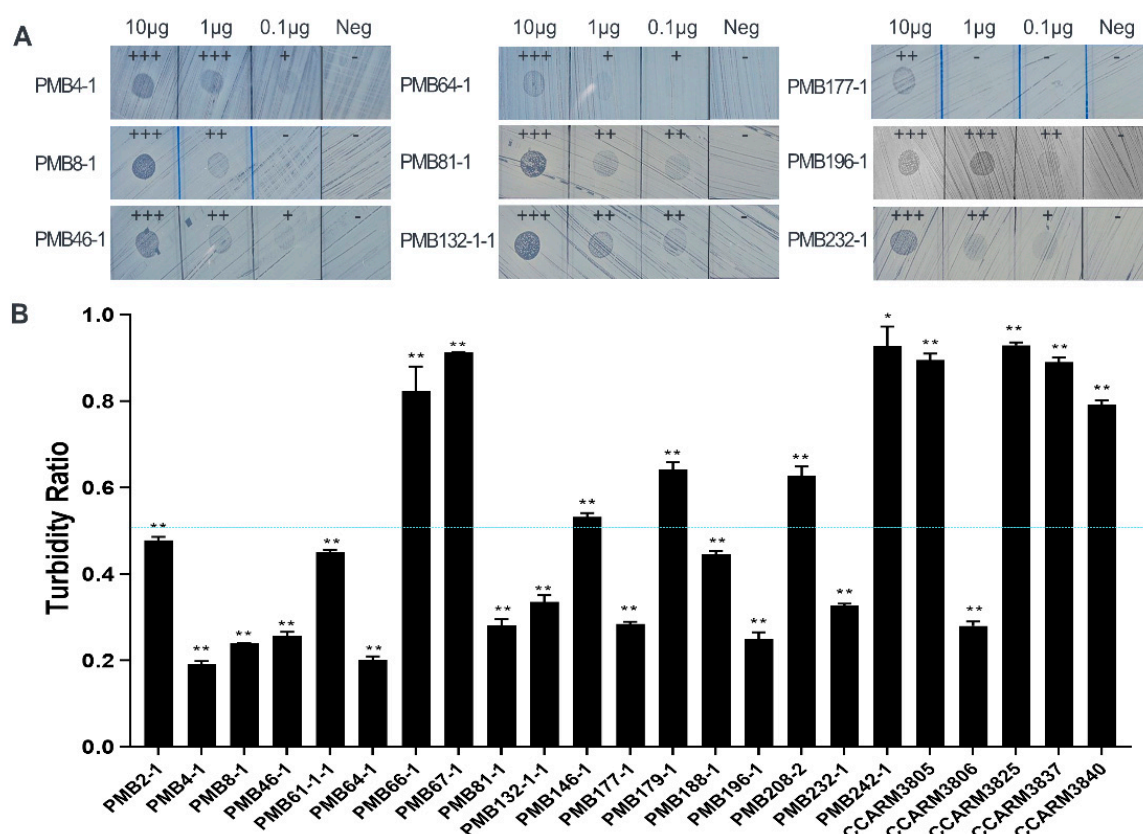 A
10µg 1µg 0.1µg Neg 10µg 1µg 0.1µg Neg 10µg 1µg 0.1µg Neg
PMB4-1 +++ +++ + - PMB64-1 +++ + + - PMB177-1 ++ - - -
PMB8-1 +++ ++ - - PMB81-1 +++ ++ ++ - PMB196-1 +++ +++ ++ -
PMB46-1 +++ ++ + - PMB132-1-1 +++ ++ ++ - PMB232-1 +++ ++ + -
B
Turbidity Ratio
1.0
0.8
0.6
0.4
0.2
0.0
** ** ** ** ** ** ** ** ** ** ** ** ** ** ** ** ** * ** ** ** ** **
PMB2-1
PMB4-1
PMB8-1
PMB46-1
PMB61-1-1
PMB64-1
PMB66-1
PMB67-1
PMB81-1
PMB132-1-1
PMB146-1
PMB177-1
PMB179-1
PMB188-1
PMB196-1
PMB208-2
PMB232-1
PMB242-1
CCARM3805
CCARM3806
CCARM3825
CCARM3837
CCARM3840